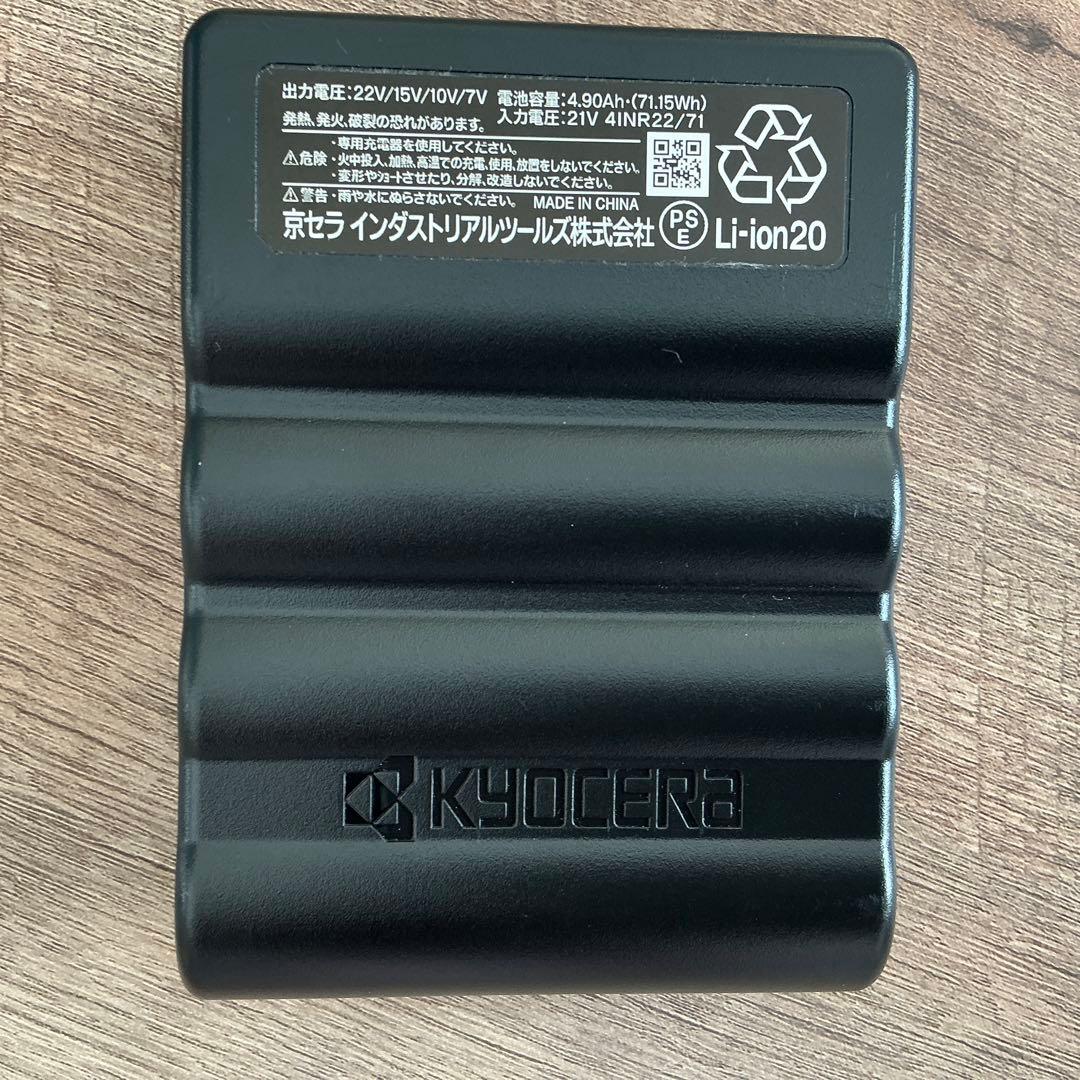 出力電圧:22V/15V/10V/7V 電池容量:4.90Ah・(71.15Wh)
発熱、発火、破裂の恐れがあります。 入力電圧:21V 4INR22/71
⚠危険 ・専用充電器を使用してください。
・火中投入、加熱、高温での充電、使用、放置をしないでください。
・変形やショートさせたり、分解、改造しないでください。
⚠警告 ・雨や水にぬらさないでください。 MADE IN CHINA
京セラ インダストリアルツールズ株式会社 PSE Li-ion20
KYOCERA